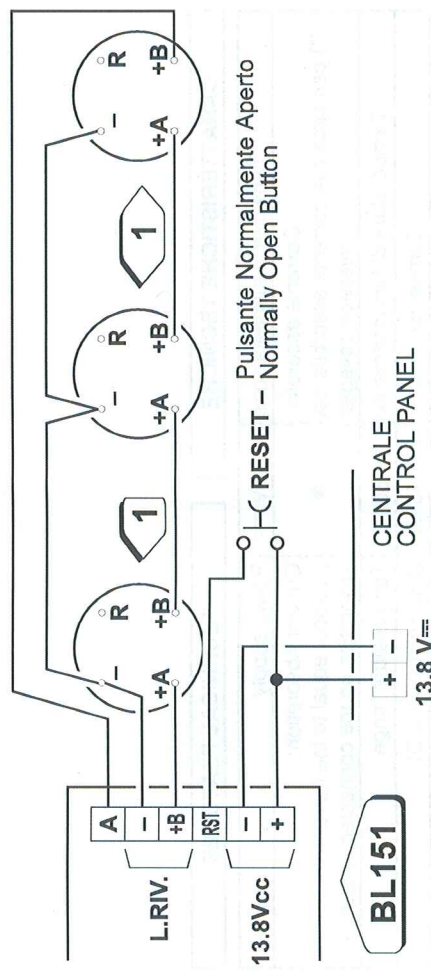 A
–
+B
RST
–
+
L.RIV.
13.8Vcc
– R
+A +B
1
– R
+A +B
1
– R
+A +B
RESET – Pulsante Normalmente Aperto
Normally Open Button
BL151
+ –
13.8 V
CENTRALE
CONTROL PANEL